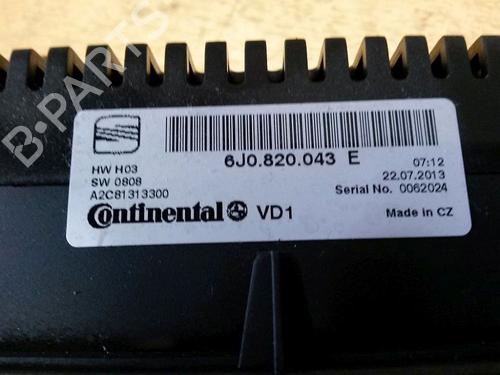 B-PARTS
6J0.820.043 E
HW H03
SW 0808
A2C81313300
07:12
22.07.2013
Serial No. 0062024
Continental VD1
Made in CZ